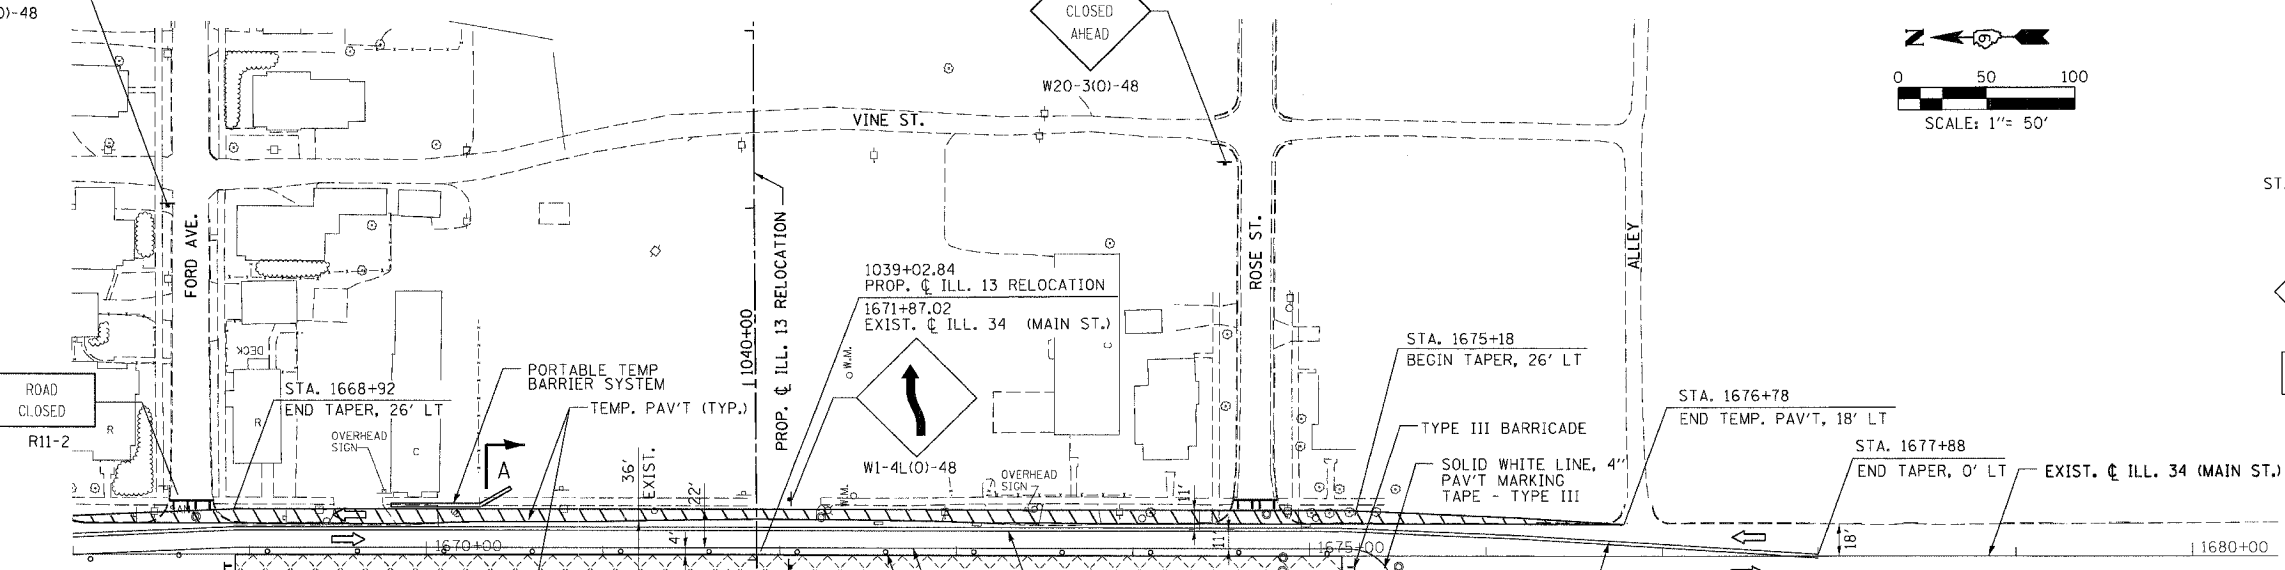 0)-48
CLOSED
AHEAD
W20-3(O)-48
N
0 50 100
SCALE: 1"= 50'
VINE ST.
ST.
FORD AVE.
PROP. ℄ ILL. 13 RELOCATION
1040+00
ROSE ST.
ALLEY
1039+02.84
PROP. ℄ ILL. 13 RELOCATION
1671+87.02
EXIST. ℄ ILL. 34 (MAIN ST.)
DECK
W.M.
ROAD
CLOSED
R11-2
R
R
C
C
STA. 1668+92
END TAPER, 26' LT
OVERHEAD
SIGN
PORTABLE TEMP
BARRIER SYSTEM
TEMP. PAV'T (TYP.)
A
36'
EXIST.
22'
4'
W1-4L(O)-48
W.M.
OVERHEAD
SIGN
11'
11'
STA. 1675+18
BEGIN TAPER, 26' LT
TYPE III BARRICADE
SOLID WHITE LINE, 4"
PAV'T MARKING
TAPE - TYPE III
STA. 1676+78
END TEMP. PAV'T, 18' LT
STA. 1677+88
END TAPER, 0' LT
EXIST. ℄ ILL. 34 (MAIN ST.)
18'
1670+00
1675+00
1680+00